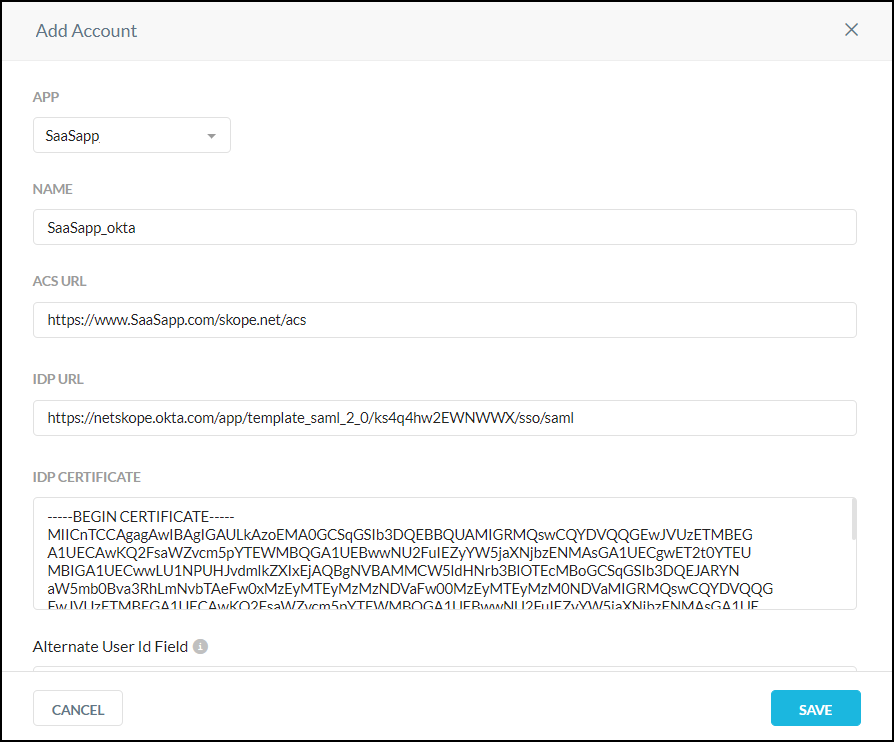 Add Account
APP
SaaSapp
NAME
SaaSapp_okta
ACS URL
https://www.SaaSapp.com/skope.net/acs
IDP URL
https://netskope.okta.com/app/template_saml_2_0/ks4q4hw2EWNWWX/sso/saml
IDP CERTIFICATE
-----BEGIN CERTIFICATE-----
MIICnTCCAgagAwIBAgIGAULkAzoEMA0GCSqGSIb3DQEBBQUAMIGRMQswCQYDVQQGEwJVUzETMBEG
A1UECAwKQ2FsaWZvcm5pYTEWMBQGA1UEBwwNU2FuIEZyYW5jaXNjbzENMAsGA1UECgwET2t0YTEU
MBIGA1UECwwLU1NPUHJvdmlkZXIxEjAQBgNVBAMMCW5ldHNrb3BlOTEcMBoGCSqGSIb3DQEJARYN
aW5mb0Bva3RhLmNvbTAeFw0xMzEyMTEyMzMzNDVaFw00MzEyMTEyMzM0NDVaMIGRMQswCQYDVQQG
EwJVUzETMBEGA1UECAwKQ2FsaWZvcm5pYTEWMBQGA1UEBwwNU2FuIEZyYW5jaXNjbzENMAsGA1UE
Alternate User Id Field
CANCEL
SAVE